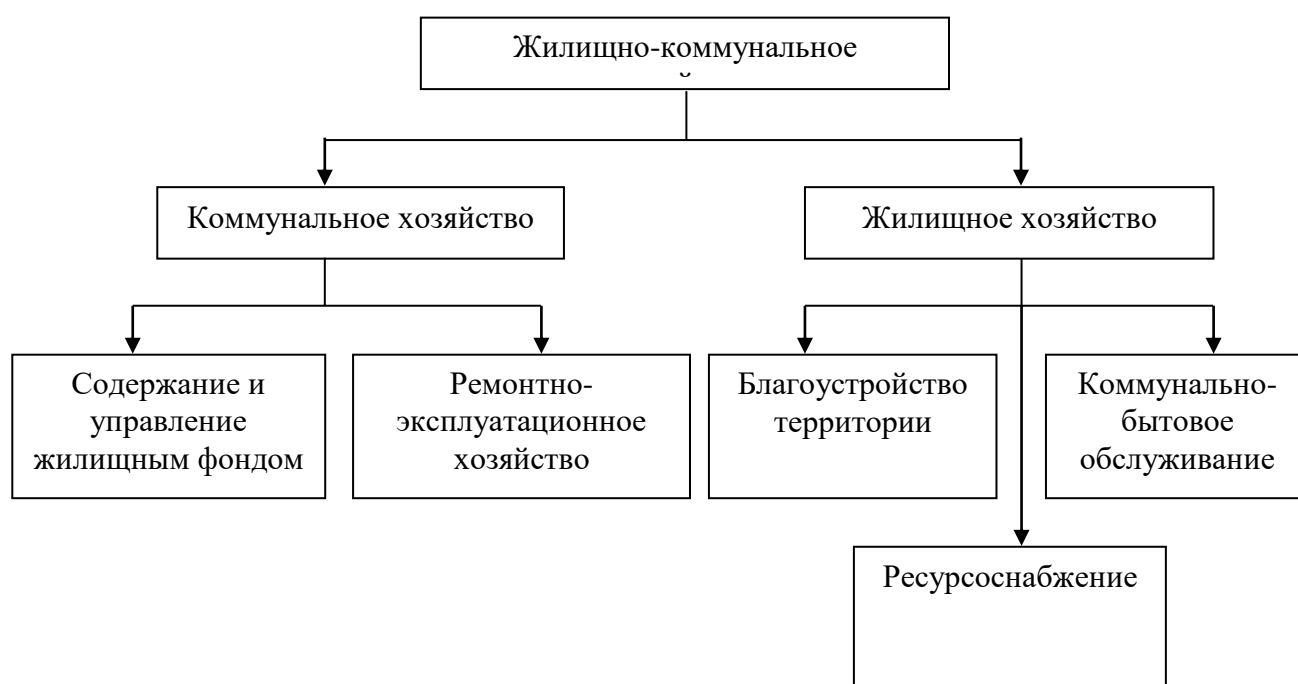 Жилищно-коммунальное
Коммунальное хозяйство
Жилищное хозяйство
Содержание и
управление
жилищным фондом
Ремонтно-
эксплуатационное
хозяйство
Благоустройство
территории
Коммунально-
бытовое
обслуживание
Ресурсоснабжение